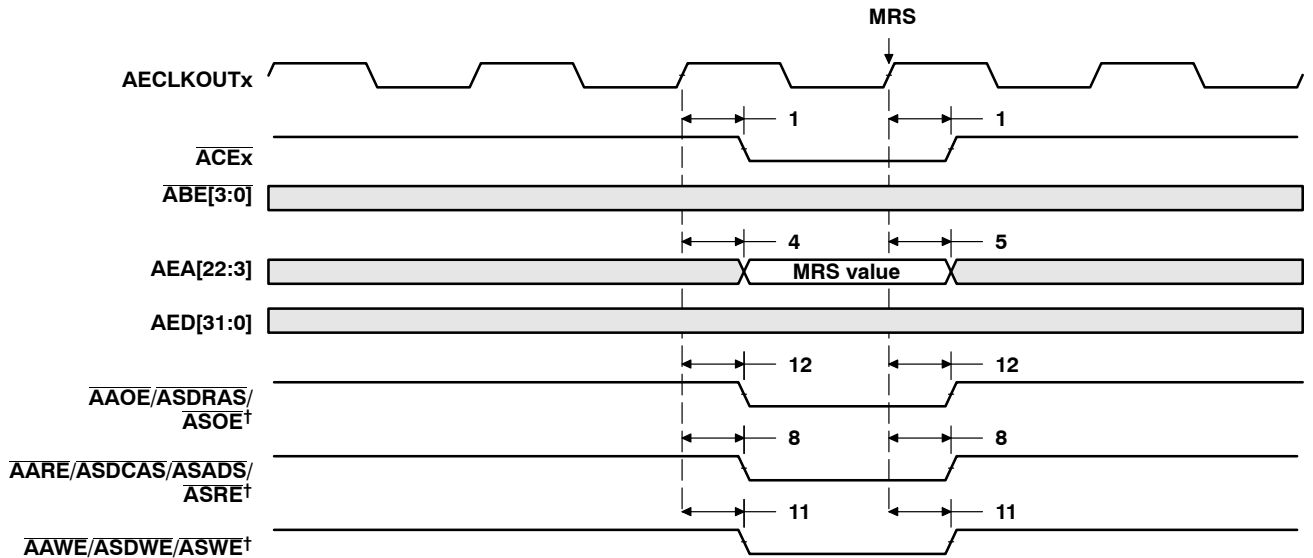 MRS
AECLKOUTx
1 1
ACEx
ABE[3:0]
4 5
AEA[22:3] MRS value
AED[31:0]
12 12
AAOE/ASDRAS/
ASOE†
8 8
AARE/ASDCAS/ASADS/
ASRE†
11 11
AAWE/ASDWE/ASWE†